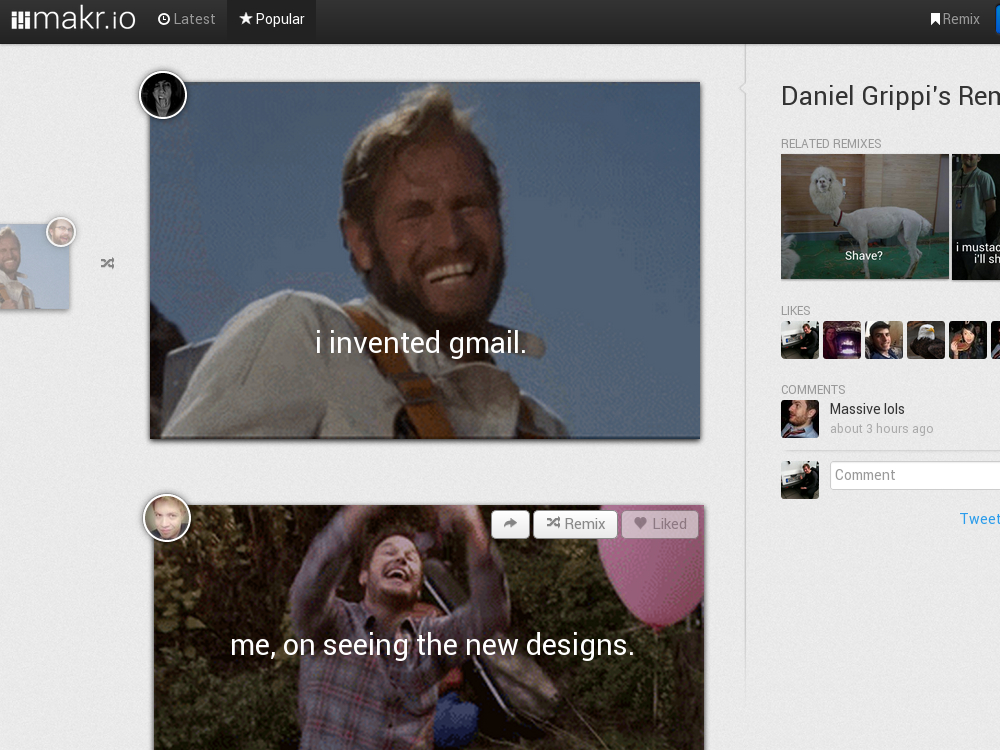 makr.io
Latest
Popular
Remix
Daniel Grippi's Rem
RELATED REMIXES
Shave?
i mustac
i'll sh
LIKES
i invented gmail.
COMMENTS
Massive lols
about 3 hours ago
Comment
Tweet
Remix
Liked
me, on seeing the new designs.